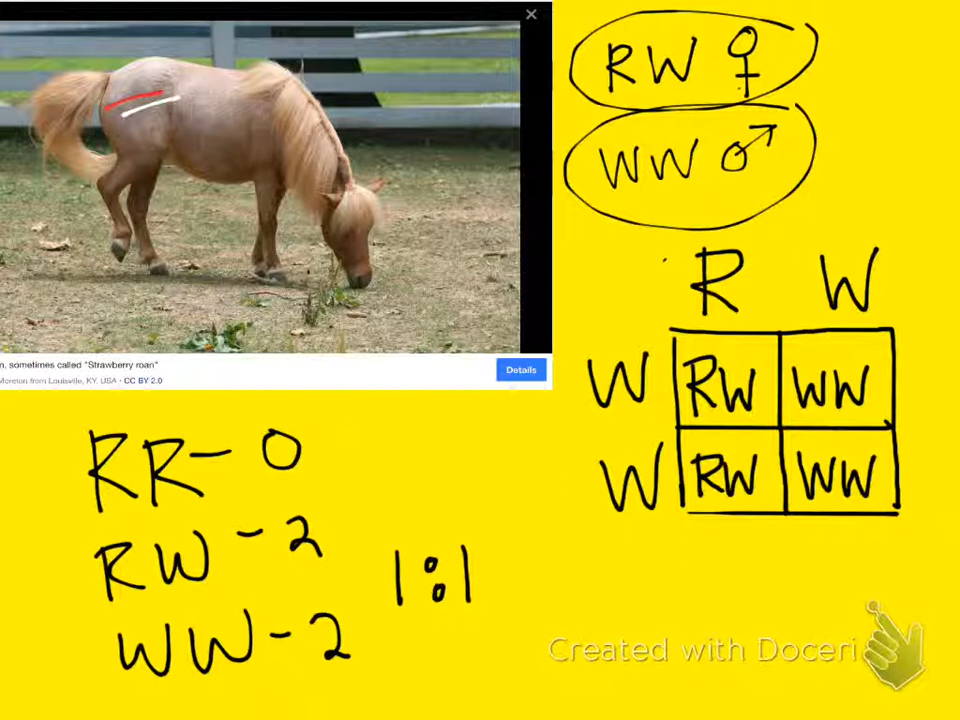 RW ♀
WW ♂
R W
W RW WW
W RW WW
n, sometimes called "Strawberry roan"
Moreton from Louisville, KY, USA • CC BY 2.0
Details
RR - 0
RW - 2
WW - 2
1:1
Created with Doceri